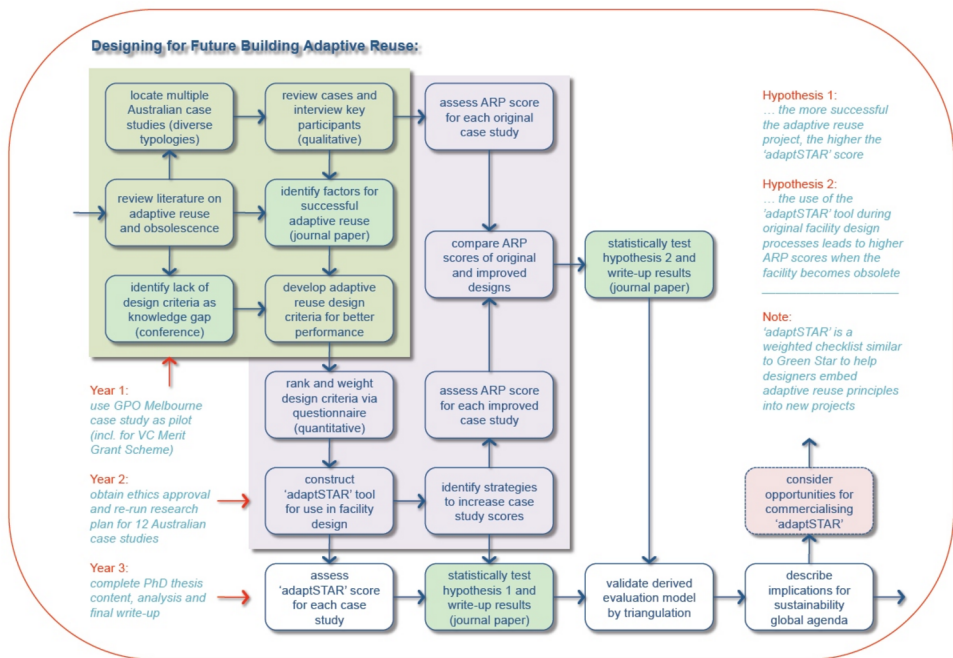 Designing for Future Building Adaptive Reuse:
locate multiple
Australian case
studies (diverse
typologies)
review cases and
interview key
participants
(qualitative)
assess ARP score
for each original
case study
review literature on
adaptive reuse
and obsolescence
identify factors for
successful
adaptive reuse
(journal paper)
compare ARP
scores of original
and improved
designs
statistically test
hypothesis 2 and
write-up results
(journal paper)
identify lack of
design criteria as
knowledge gap
(conference)
develop adaptive
reuse design
criteria for better
performance
rank and weight
design criteria via
questionnaire
(quantitative)
assess ARP score
for each improved
case study
construct
'adaptSTAR' tool
for use in facility
design
identify strategies
to increase case
study scores
consider
opportunities for
commercialising
'adaptSTAR'
assess
'adaptSTAR' score
for each case
study
statistically test
hypothesis 1 and
write-up results
(journal paper)
validate derived
evaluation model
by triangulation
describe
implications for
sustainability
global agenda
Year 1:
use GPO Melbourne
case study as pilot
(incl. for VC Merit
Grant Scheme)
Year 2:
obtain ethics approval
and re-run research
plan for 12 Australian
case studies
Year 3:
complete PhD thesis
content, analysis and
final write-up
Hypothesis 1:
… the more successful
the adaptive reuse
project, the higher the
'adaptSTAR' score
Hypothesis 2:
… the use of the
'adaptSTAR' tool during
original facility design
processes leads to higher
ARP scores when the
facility becomes obsolete
Note:
'adaptSTAR' is a
weighted checklist similar
to Green Star to help
designers embed
adaptive reuse principles
into new projects